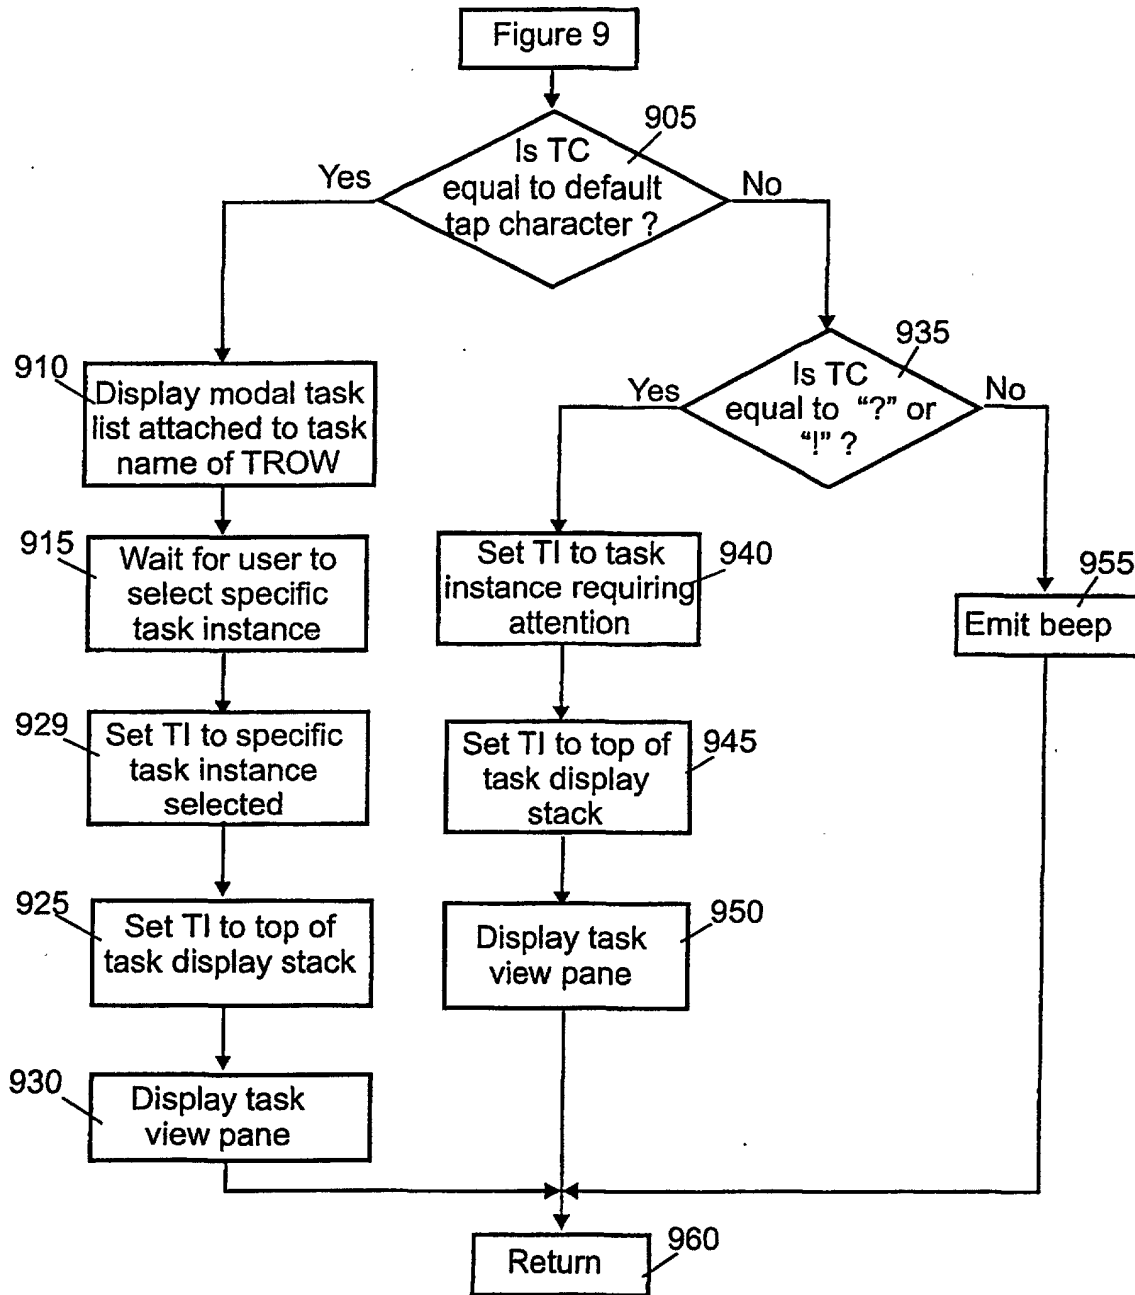 Figure 9
905
Is TC
equal to default
tap character ?
Yes
No
910
Display modal task
list attached to task
name of TROW
935
Is TC
equal to “?” or
“!” ?
Yes
No
915
Wait for user to
select specific
task instance
940
Set TI to task
instance requiring
attention
955
Emit beep
929
Set TI to specific
task instance
selected
945
Set TI to top of
task display
stack
925
Set TI to top of
task display stack
950
Display task
view pane
930
Display task
view pane
960
Return